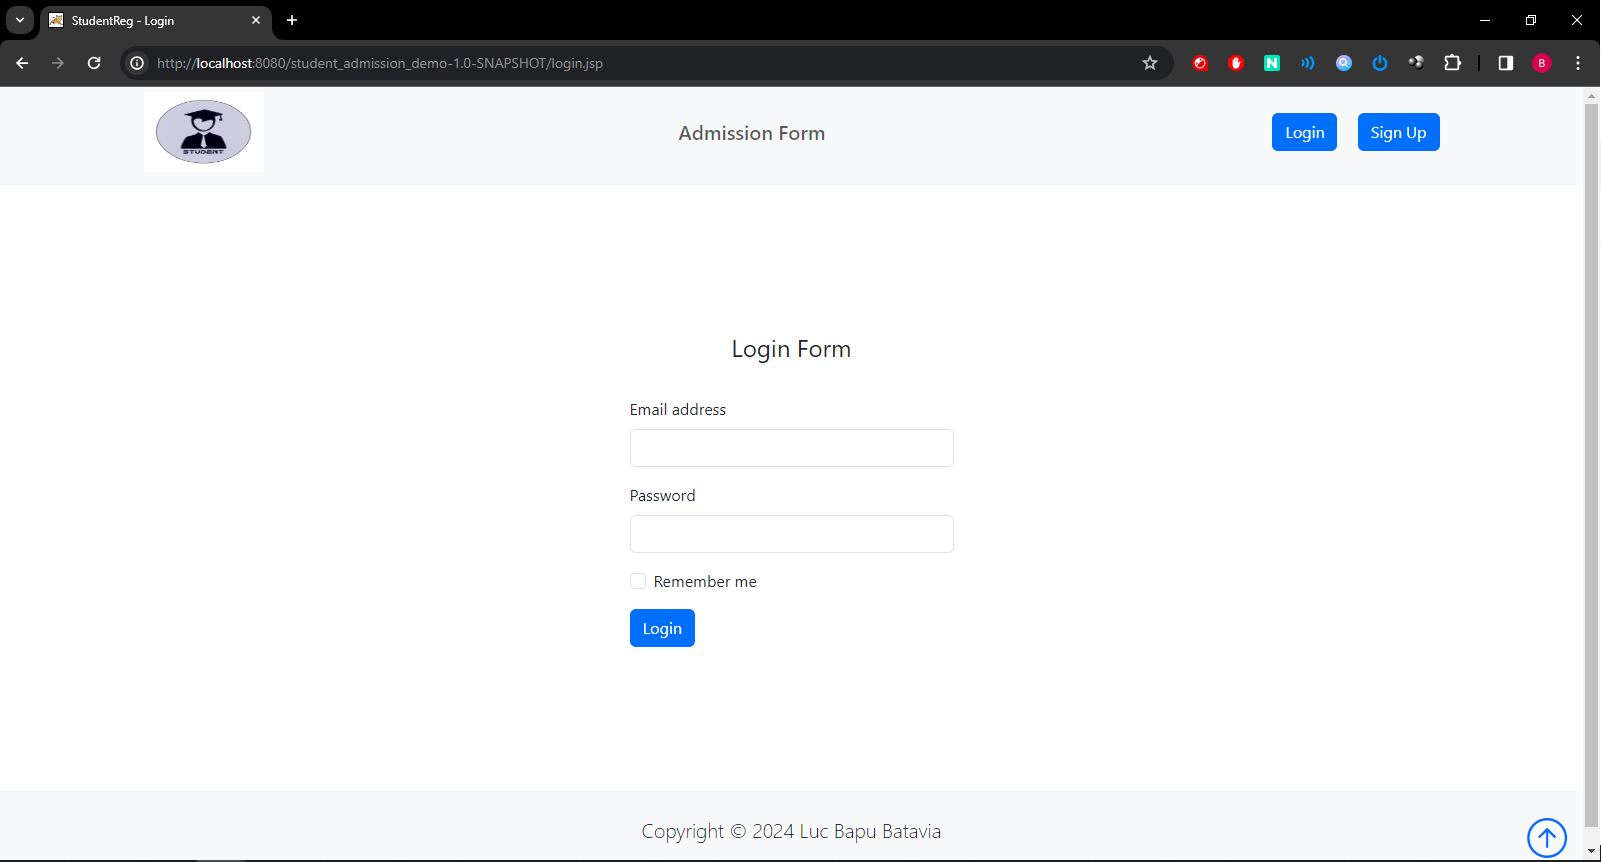 StudentReg - Login
http://localhost:8080/student_admission_demo-1.0-SNAPSHOT/login.jsp
N
B
STUDENT
Admission Form
Login
Sign Up
Login Form
Email address
Password
Remember me
Login
Copyright © 2024 Luc Bapu Batavia